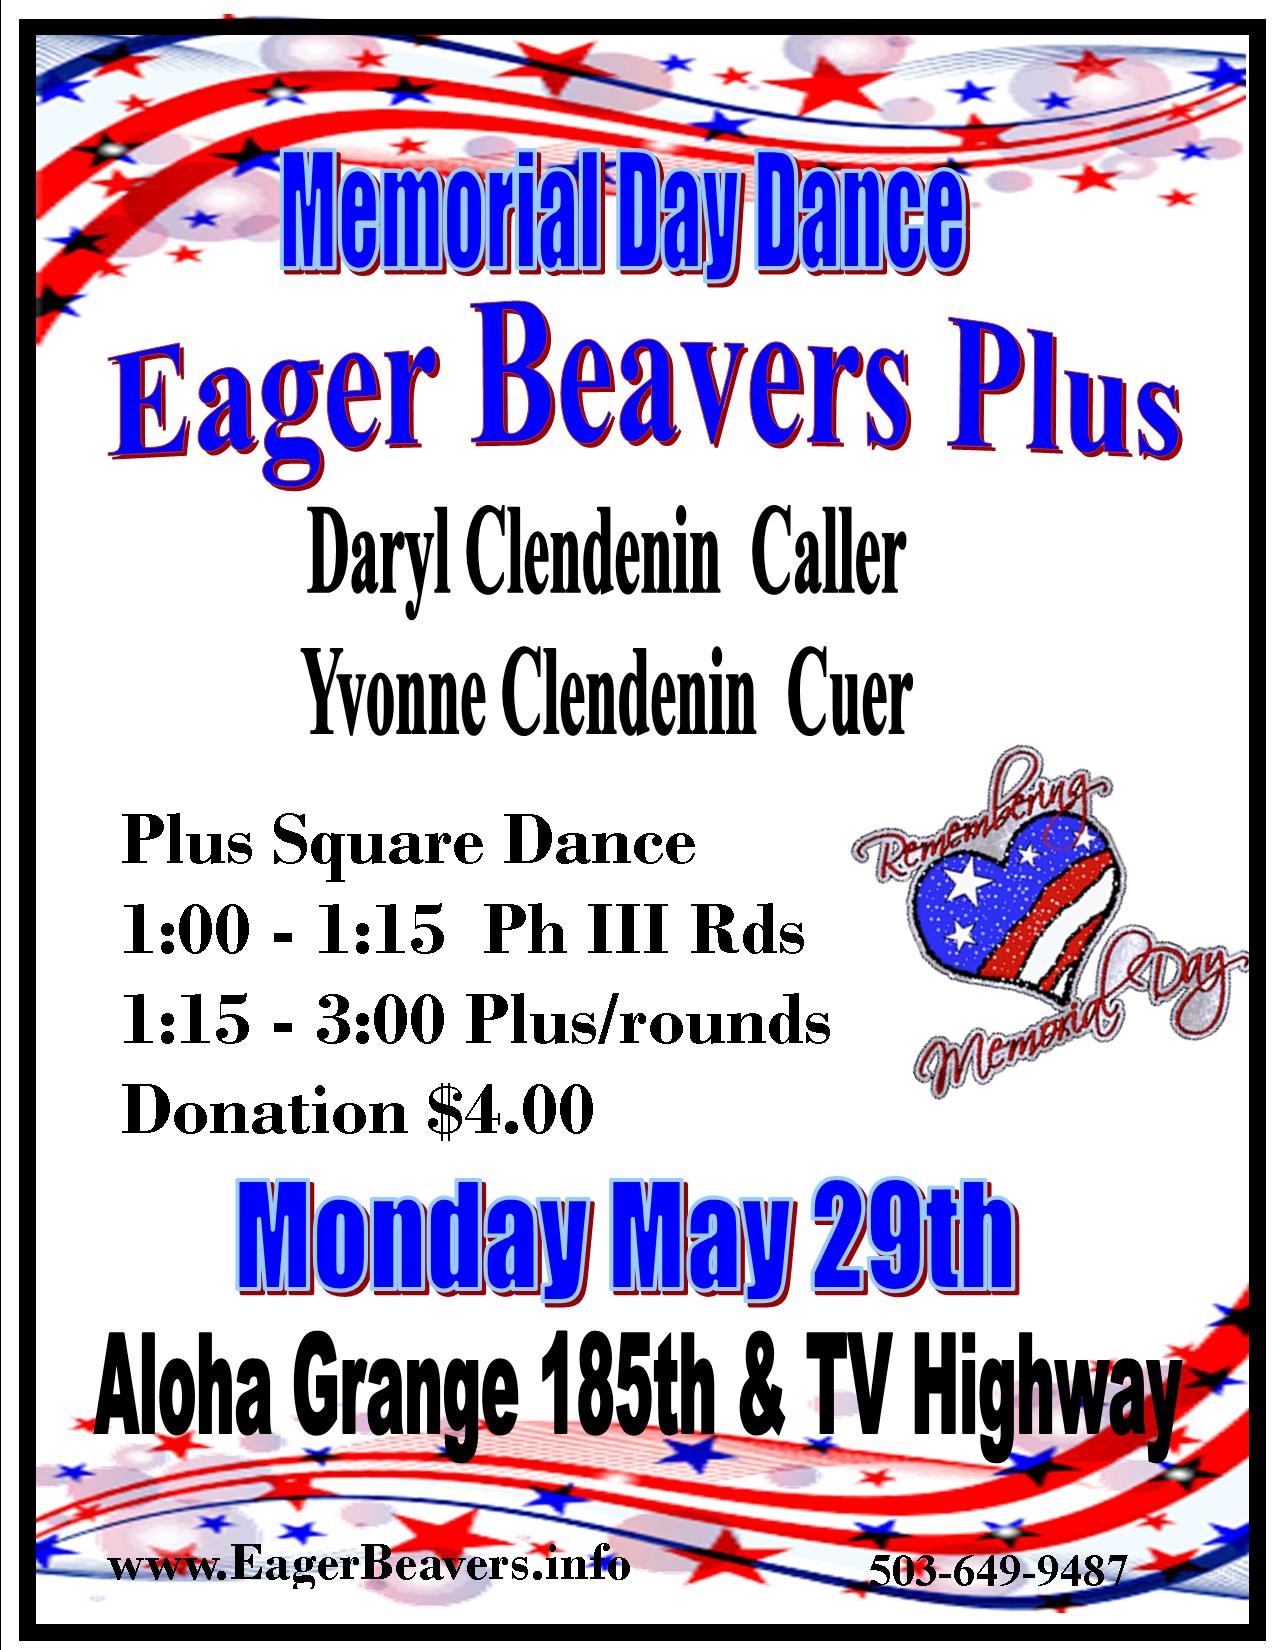 Memorial Day Dance
Eager Beavers Plus
Daryl Clendenin Caller
Yvonne Clendenin Cuer
Remembering
Memorial Day
Plus Square Dance
1:00 - 1:15 Ph III Rds
1:15 - 3:00 Plus/rounds
Donation $4.00
Monday May 29th
Aloha Grange 185th & TV Highway
www.EagerBeavers.info
503-649-9487